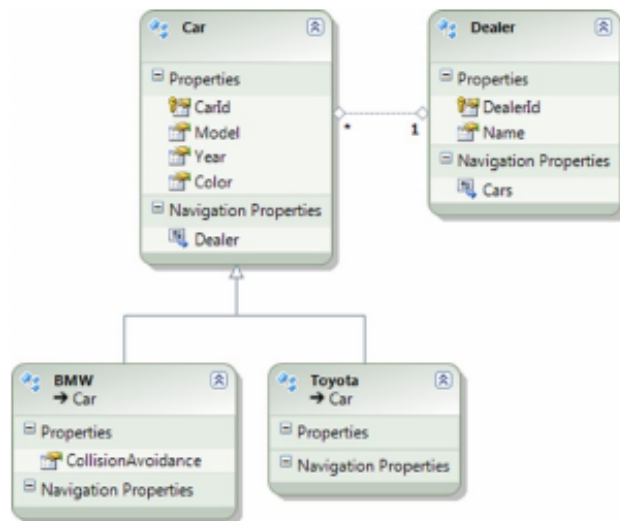 Car
Properties
CarId
Model
Year
Color
Navigation Properties
Dealer
* 1
Dealer
Properties
DealerId
Name
Navigation Properties
Cars
BMW
→ Car
Properties
CollisionAvoidance
Navigation Properties
Toyota
→ Car
Properties
Navigation Properties